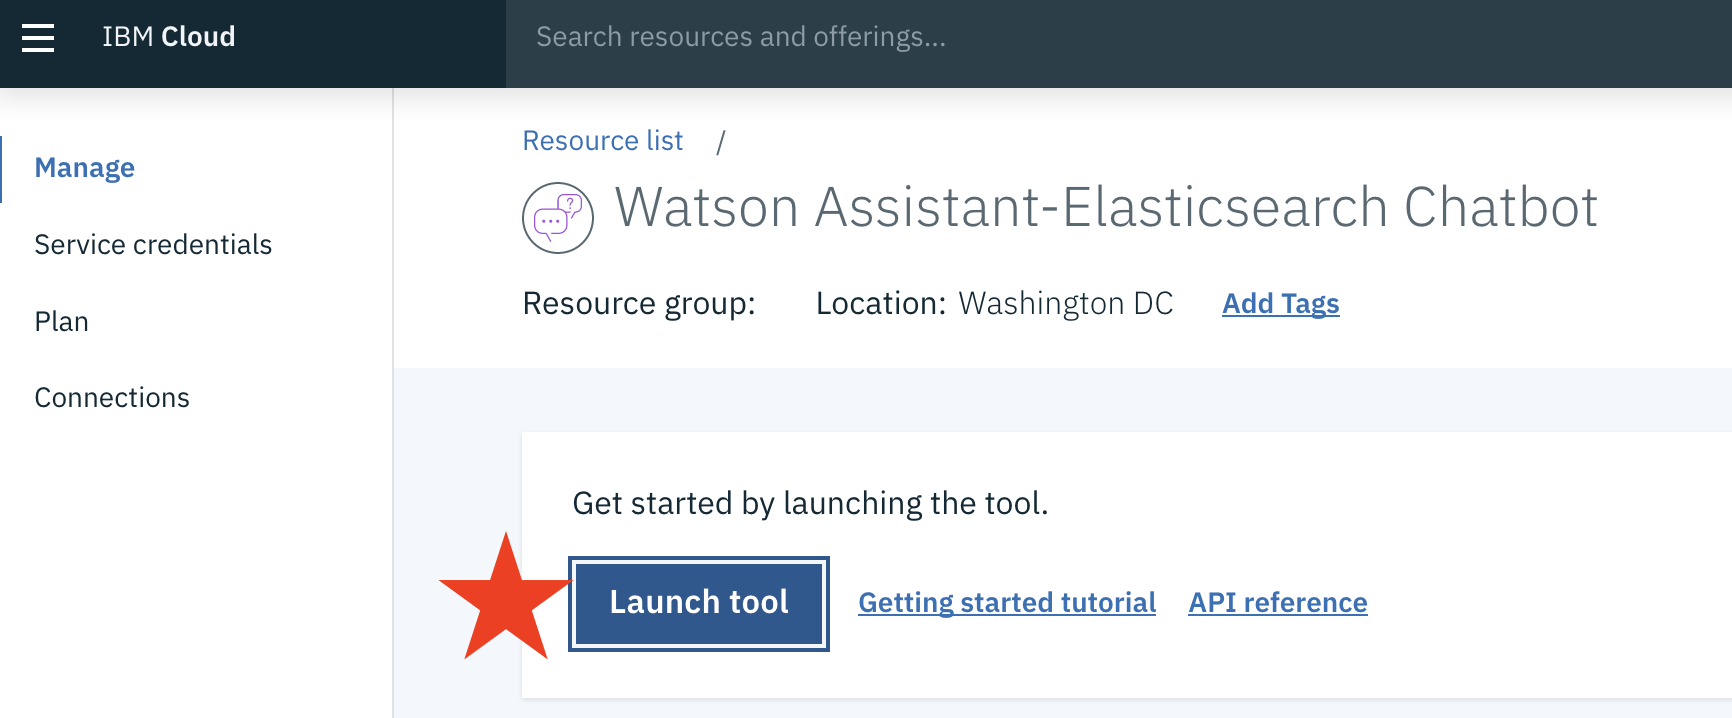 IBM Cloud
Search resources and offerings...
Manage
Service credentials
Plan
Connections
Resource list /
Watson Assistant-Elasticsearch Chatbot
Resource group: Location: Washington DC Add Tags
Get started by launching the tool.
Launch tool Getting started tutorial API reference